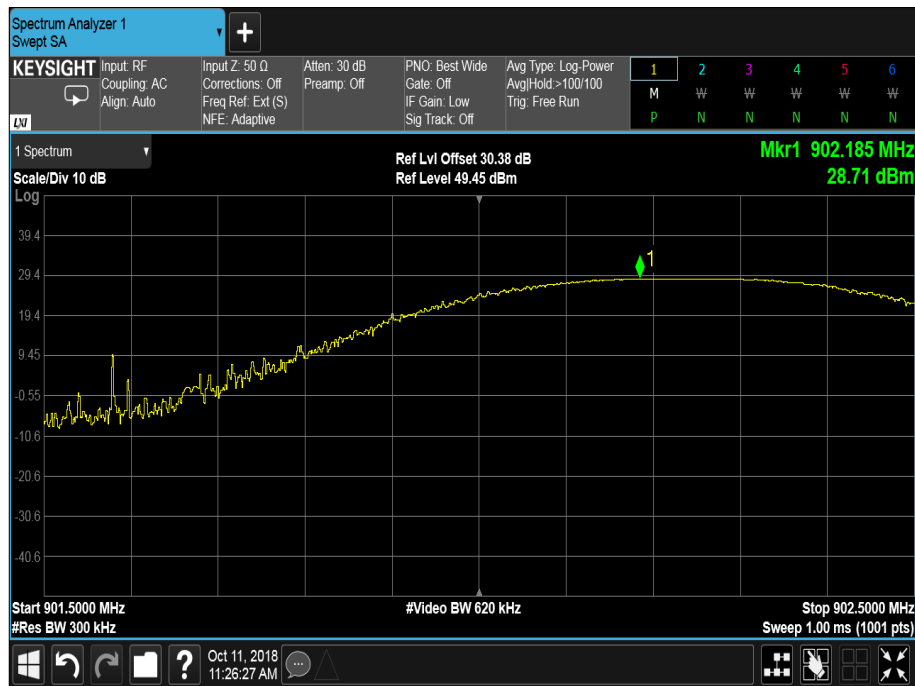 Spectrum Analyzer 1
Swept SA
+
KEYSIGHT
LXI
Input: RF
Coupling: AC
Align: Auto
Input Z: 50 Ω
Corrections: Off
Freq Ref: Ext (S)
NFE: Adaptive
Atten: 30 dB
Preamp: Off
PNO: Best Wide
Gate: Off
IF Gain: Low
Sig Track: Off
Avg Type: Log-Power
Avg|Hold:>100/100
Trig: Free Run
1 2 3 4 5 6
M W W W W W
P N N N N N
1 Spectrum
Scale/Div 10 dB
Log
Ref Lvl Offset 30.38 dB
Ref Level 49.45 dBm
Mkr1 902.185 MHz
28.71 dBm
39.4
29.4
19.4
9.45
-0.55
-10.6
-20.6
-30.6
-40.6
1
Start 901.5000 MHz
#Res BW 300 kHz
#Video BW 620 kHz
Stop 902.5000 MHz
Sweep 1.00 ms (1001 pts)
?
Oct 11, 2018
11:26:27 AM